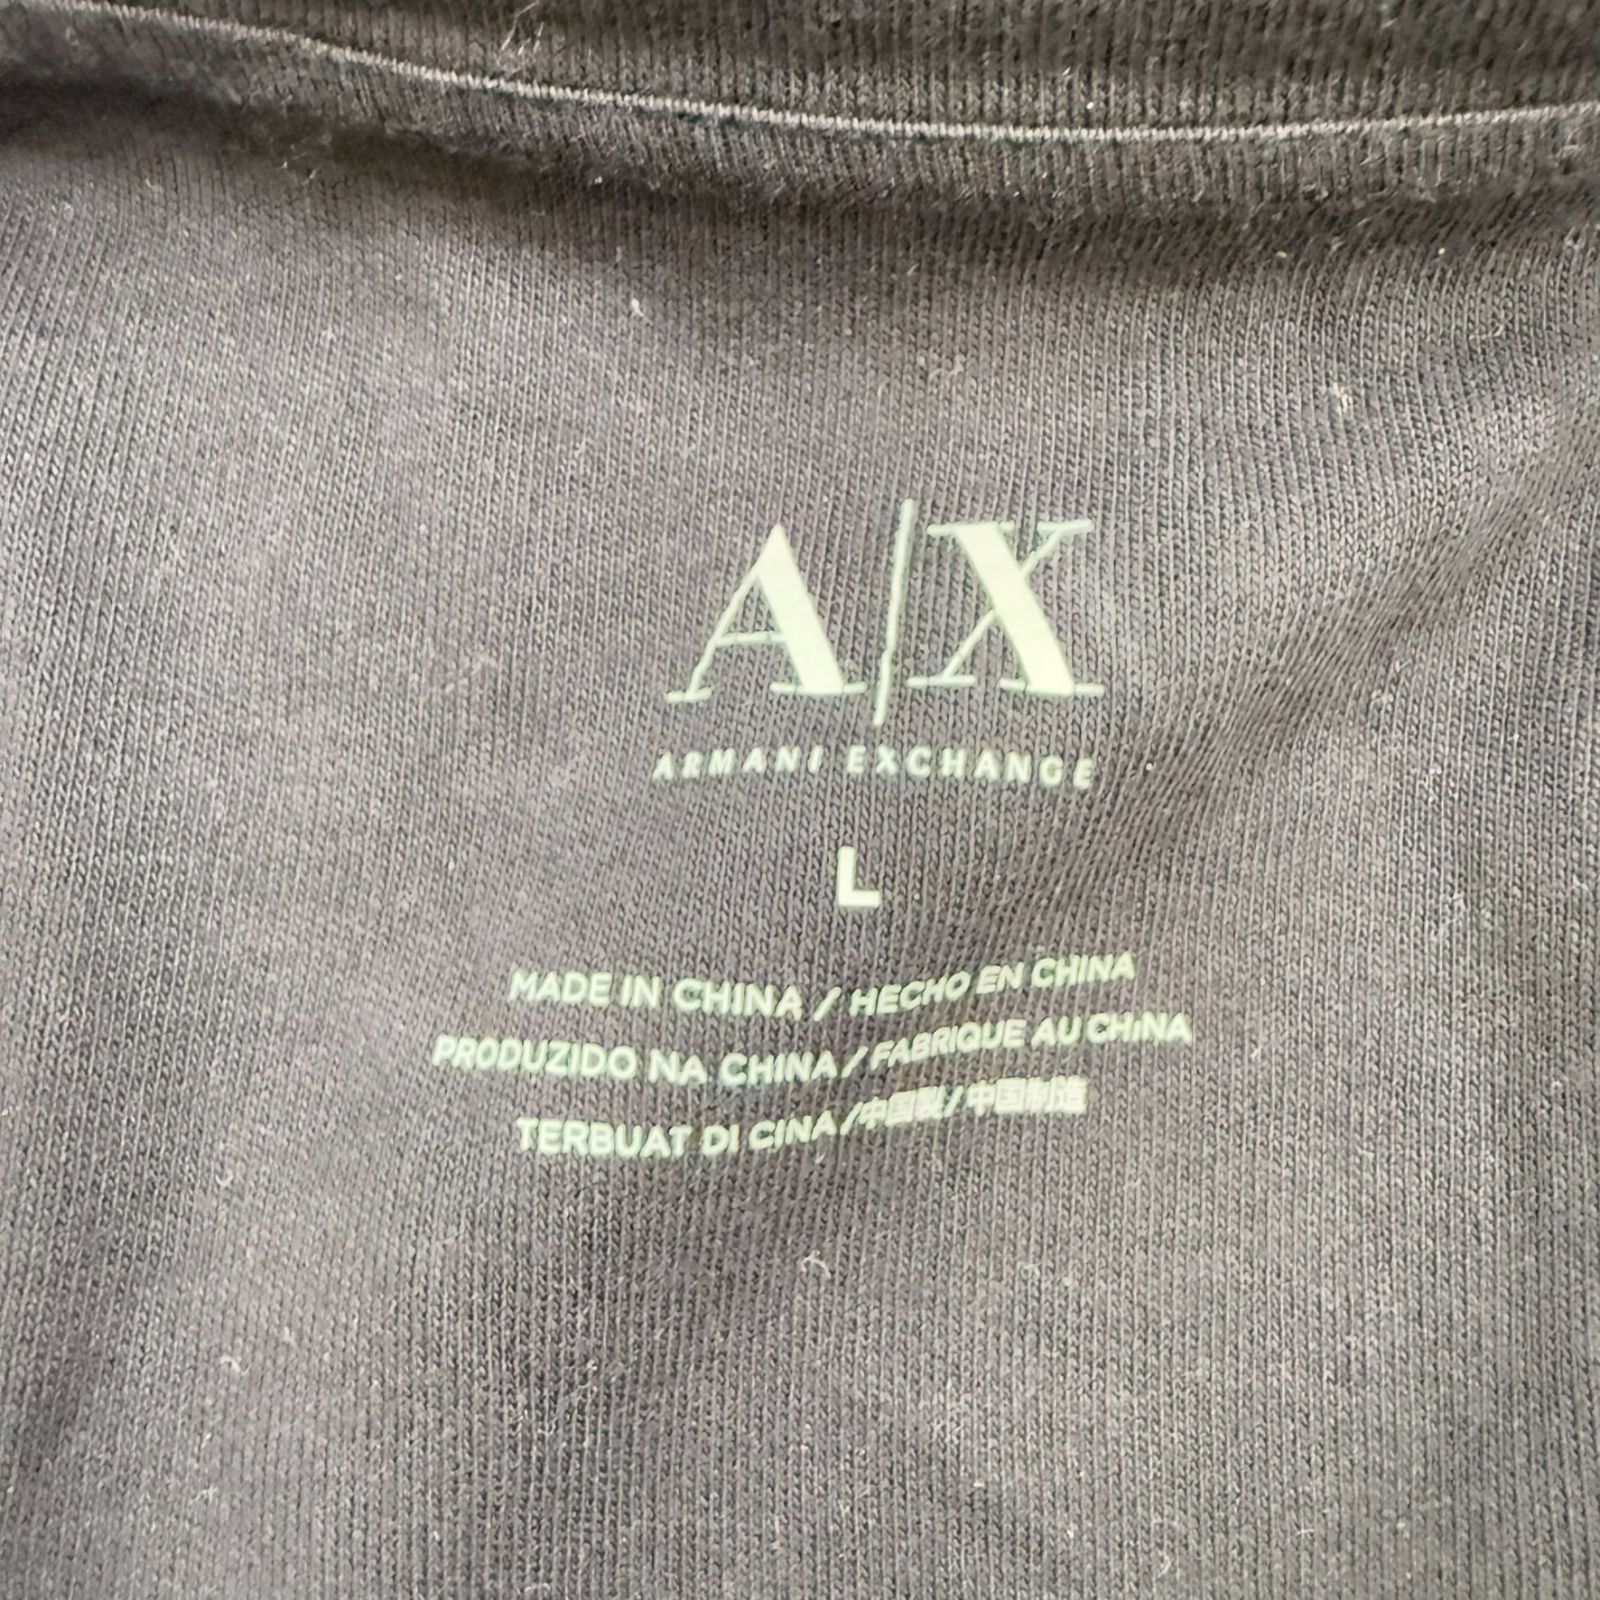 A|X
ARMANI EXCHANGE
L
MADE IN CHINA / HECHO EN CHINA
PRODUZIDO NA CHINA / FABRIQUE AU CHINA
TERBUAT DI CINA / 中国製 / 中国制造